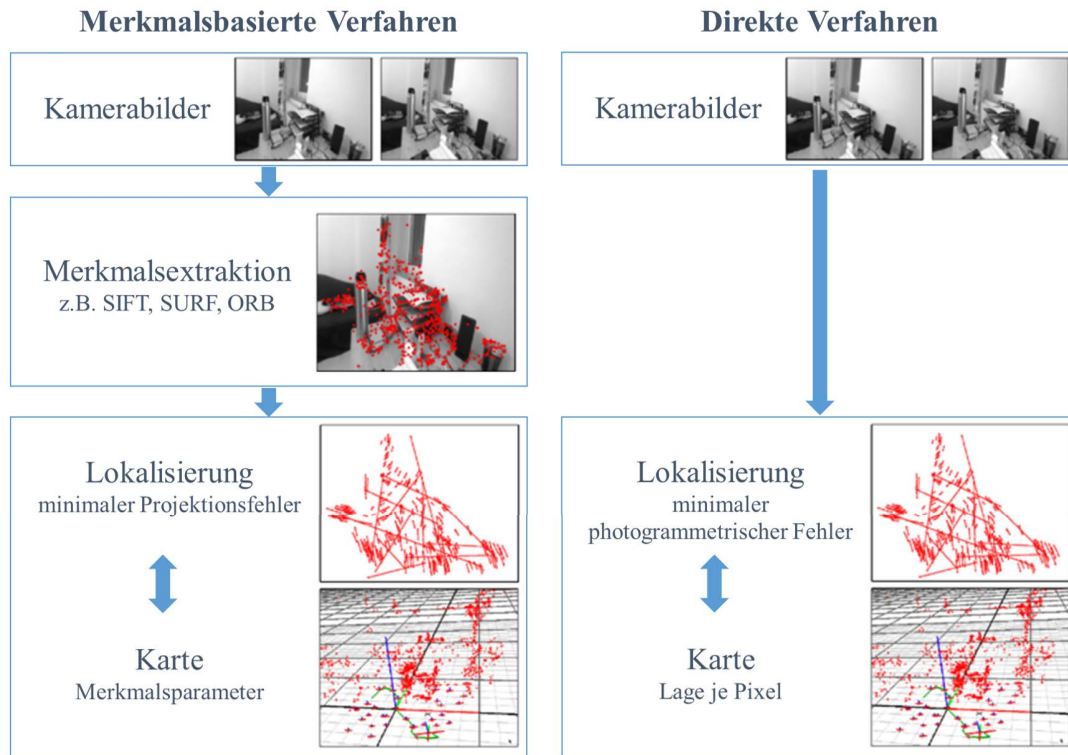 Merkmalsbasierte Verfahren
Kamerabilder
Merkmalsextraktion
z.B. SIFT, SURF, ORB
Lokalisierung
minimaler Projektionsfehler
Karte
Merkmalsparameter
Direkte Verfahren
Kamerabilder
Lokalisierung
minimaler
photogrammetrischer Fehler
Karte
Lage je Pixel